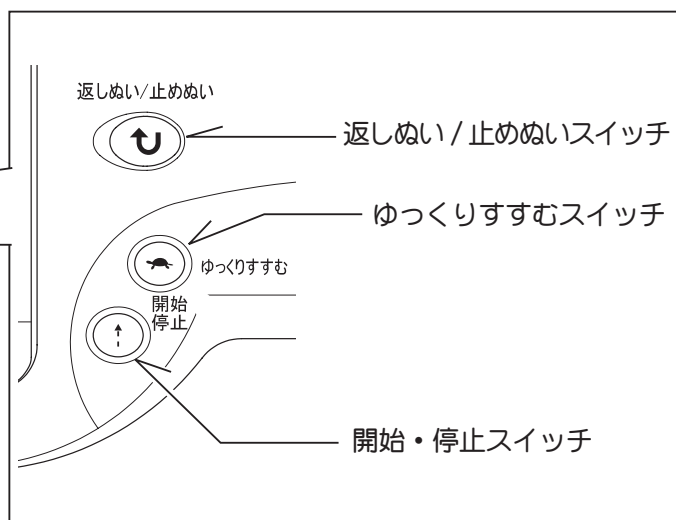 返しぬい/止めぬい
返しぬい/止めぬいスイッチ
ゆっくりすすむスイッチ
ゆっくりすすむ
開始
停止
開始・停止スイッチ